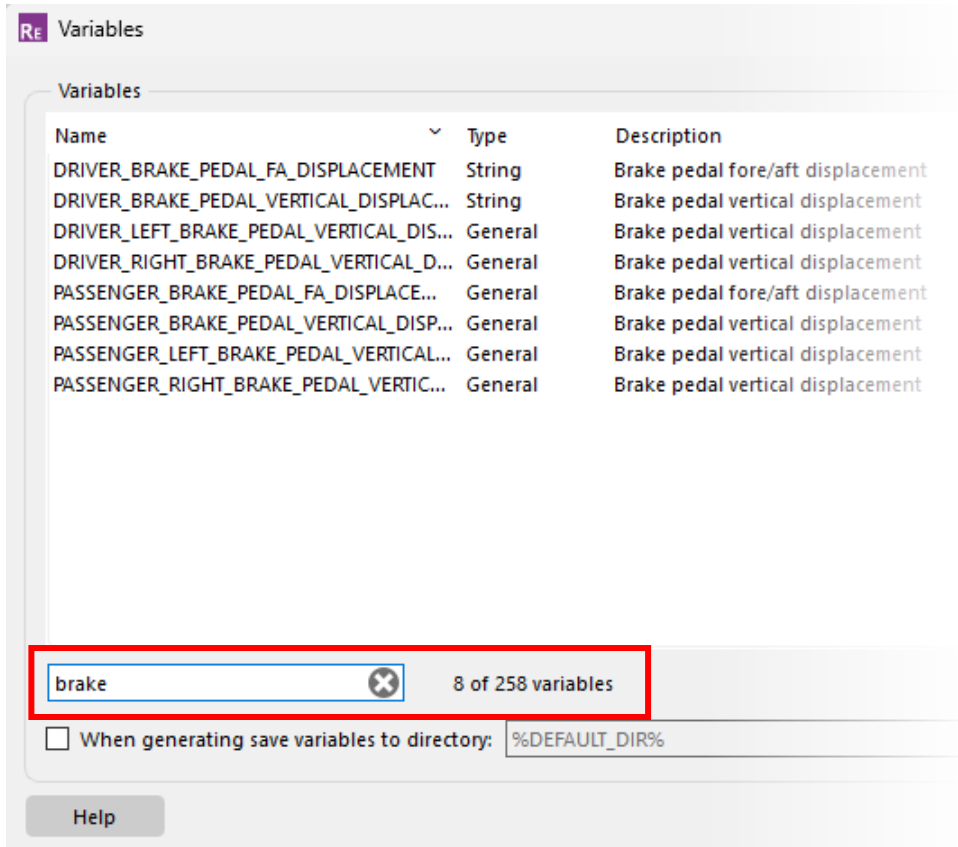 RE Variables
Variables
Name Type Description
DRIVER_BRAKE_PEDAL_FA_DISPLACEMENT String Brake pedal fore/aft displacement
DRIVER_BRAKE_PEDAL_VERTICAL_DISPLAC... String Brake pedal vertical displacement
DRIVER_LEFT_BRAKE_PEDAL_VERTICAL_DIS... General Brake pedal vertical displacement
DRIVER_RIGHT_BRAKE_PEDAL_VERTICAL_D... General Brake pedal vertical displacement
PASSENGER_BRAKE_PEDAL_FA_DISPLACE... General Brake pedal fore/aft displacement
PASSENGER_BRAKE_PEDAL_VERTICAL_DISP... General Brake pedal vertical displacement
PASSENGER_LEFT_BRAKE_PEDAL_VERTICAL... General Brake pedal vertical displacement
PASSENGER_RIGHT_BRAKE_PEDAL_VERTIC... General Brake pedal vertical displacement
brake 8 of 258 variables
When generating save variables to directory: %DEFAULT_DIR%
Help